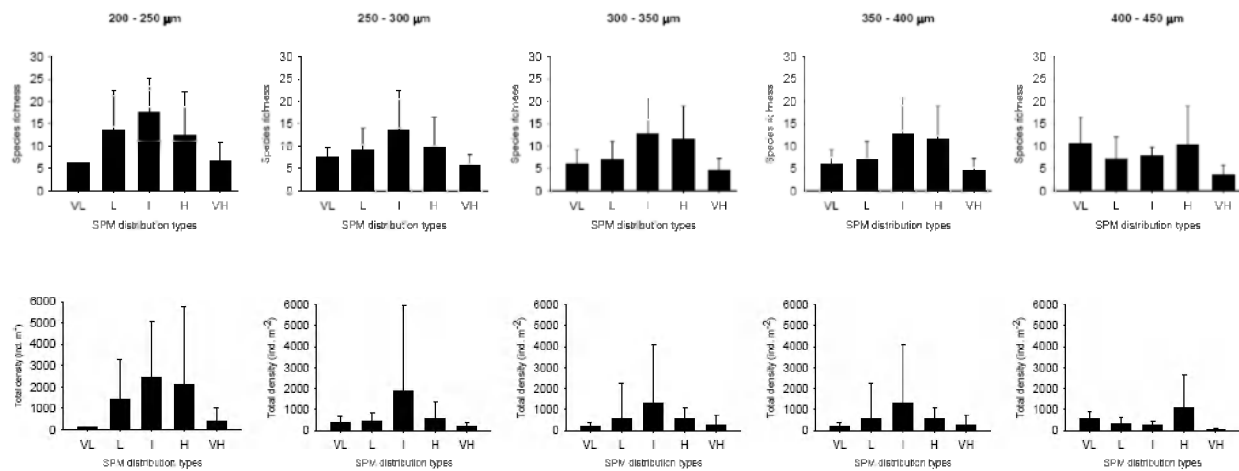 200 - 250 µm
250 - 300 µm
300 - 350 µm
350 - 400 µm
400 - 450 µm
Species richness
30
25
20
15
10
5
0
VL L I H VH
SPM distribution types
Species richness
30
25
20
15
10
5
0
VL L I H VH
SPM distribution types
Species richness
30
25
20
15
10
5
0
VL L I H VH
SPM distribution types
Species richness
30
25
20
15
10
5
0
VL L I H VH
SPM distribution types
Species richness
30
25
20
15
10
5
0
VL L I H VH
SPM distribution types
Total density (ind. m²)
6000
5000
4000
3000
2000
1000
0
VL L I H VH
SPM distribution types
Total density (ind. m-2)
6000
5000
4000
3000
2000
1000
0
VL L I H VH
SPM distribution types
Total density (ind. m-2)
6000
5000
4000
3000
2000
1000
0
VL L I H VH
SPM distribution types
Total density (ind. m-2)
6000
5000
4000
3000
2000
1000
0
VL L I H VH
SPM distribution types
Total density (ind. m-2)
6000
5000
4000
3000
2000
1000
0
VL L I H VH
SPM distribution types